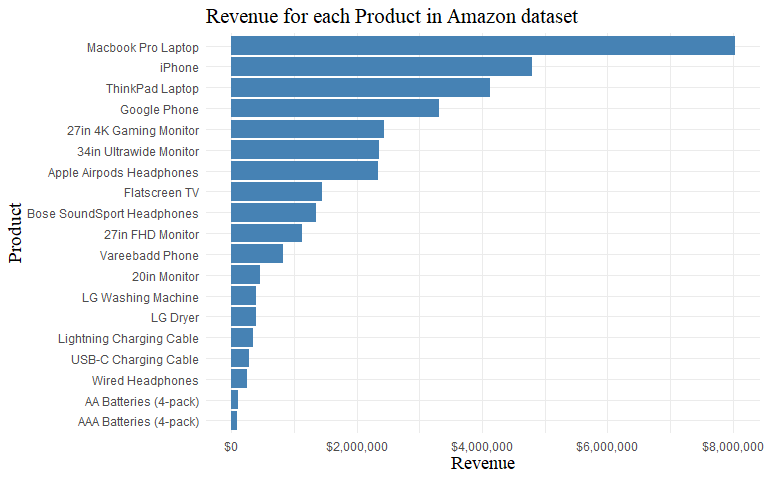 Revenue for each Product in Amazon dataset
Macbook Pro Laptop
iPhone
ThinkPad Laptop
Google Phone
27in 4K Gaming Monitor
34in Ultrawide Monitor
Apple Airpods Headphones
Flatscreen TV
Bose SoundSport Headphones
27in FHD Monitor
Vareebadd Phone
20in Monitor
LG Washing Machine
LG Dryer
Lightning Charging Cable
USB-C Charging Cable
Wired Headphones
AA Batteries (4-pack)
AAA Batteries (4-pack)
Product
$0 $2,000,000 $4,000,000 $6,000,000 $8,000,000
Revenue